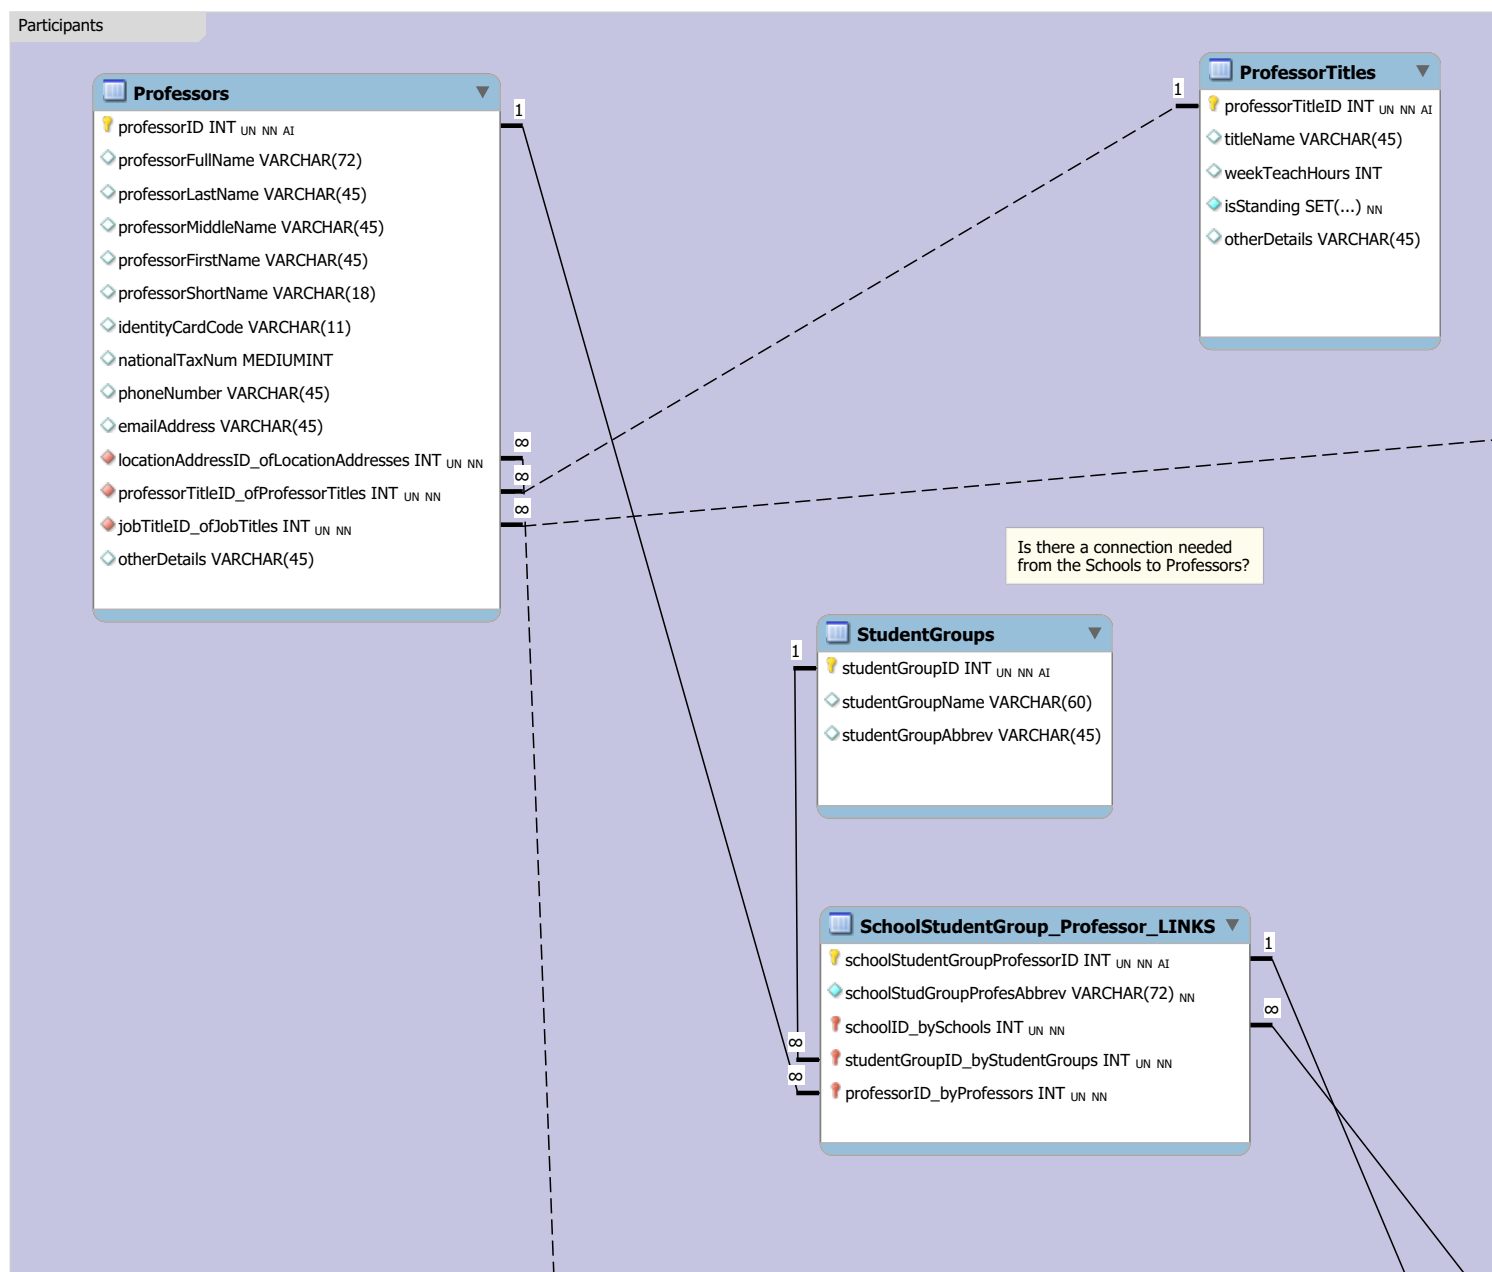 Participants
Professors
professorID INT UN NN AI
professorFullName VARCHAR(72)
professorLastName VARCHAR(45)
professorMiddleName VARCHAR(45)
professorFirstName VARCHAR(45)
professorShortName VARCHAR(18)
identityCardCode VARCHAR(11)
nationalTaxNum MEDIUMINT
phoneNumber VARCHAR(45)
emailAddress VARCHAR(45)
locationAddressID_ofLocationAddresses INT UN NN
professorTitleID_ofProfessorTitles INT UN NN
jobTitleID_ofJobTitles INT UN NN
otherDetails VARCHAR(45)
1
∞
∞
∞
1
ProfessorTitles
professorTitleID INT UN NN AI
titleName VARCHAR(45)
weekTeachHours INT
isStanding SET(...) NN
otherDetails VARCHAR(45)
Is there a connection needed
from the Schools to Professors?
1
StudentGroups
studentGroupID INT UN NN AI
studentGroupName VARCHAR(60)
studentGroupAbbrev VARCHAR(45)
SchoolStudentGroup_Professor_LINKS
schoolStudentGroupProfessorID INT UN NN AI
schoolStudGroupProfesAbbrev VARCHAR(72) NN
schoolID_bySchools INT UN NN
studentGroupID_byStudentGroups INT UN NN
professorID_byProfessors INT UN NN
∞
∞
1
∞